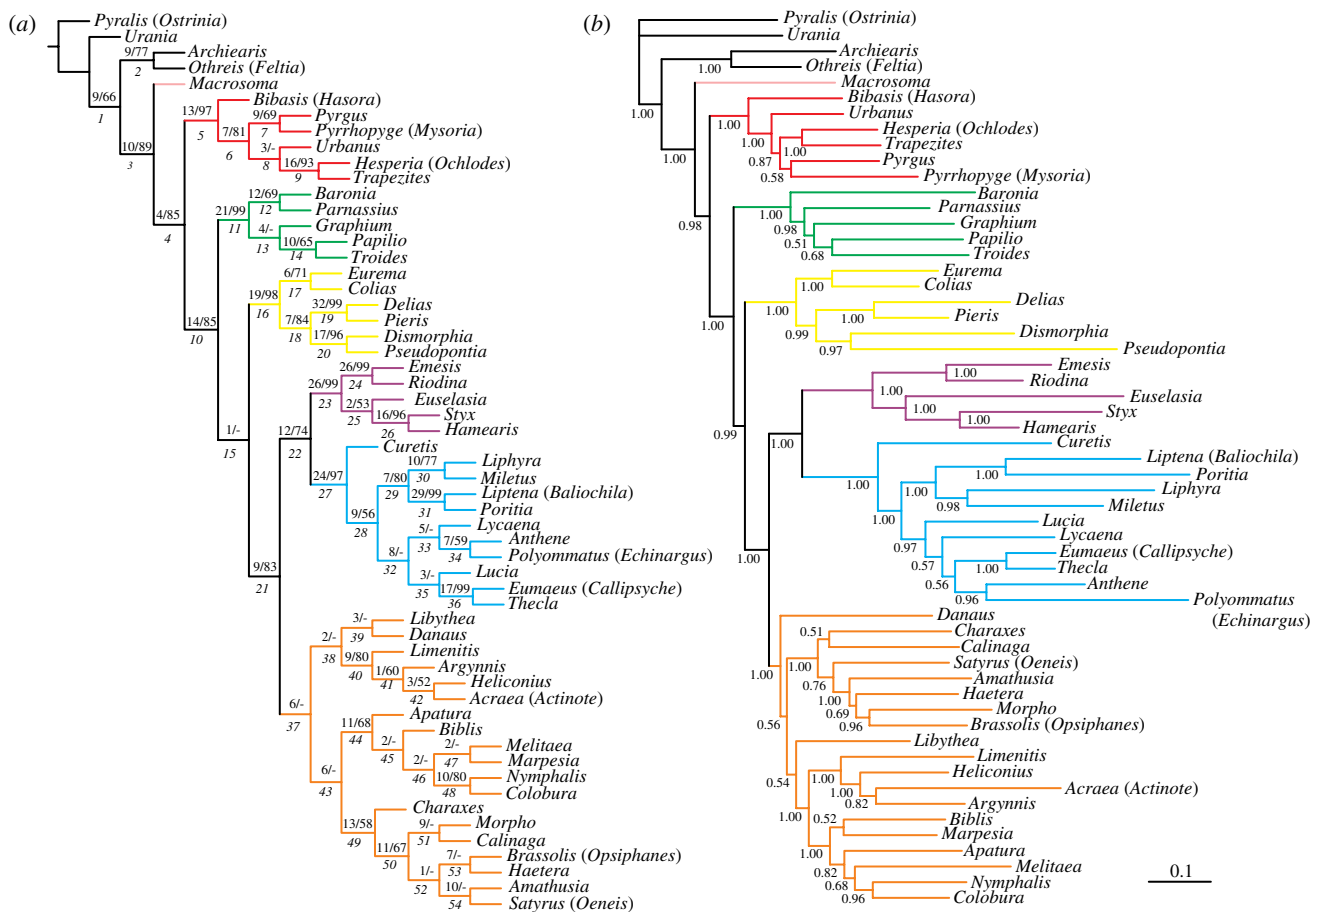 (a)
Pyralis (Ostrinia)
Urania
9/77
Archiearis
2
Othreis (Feltia)
Macrosoma
9/66
1
13/97
Bibasis (Hasora)
5
9/69
Pyrgus
7/81
7
Pyrrhopyge (Mysoria)
6
3/-
Urbanus
10/89
8
3
16/93
Hesperia (Ochlodes)
9
Trapezites
12/69
Baronia
21/99
12
Parnassius
4/85
11
4/-
Graphium
4
13
10/65
Papilio
14
Troides
6/71
Eurema
17
Colias
19/98
16
32/99
Delias
7/84
19
Pieris
14/85
18
10
17/96
Dismorphia
20
Pseudopontia
26/99
Emesis
26/99
24
Riodina
23
2/53
Euselasia
25
16/96
Styx
26
Hamearis
1/-
15
12/74
22
Curetis
10/77
Liphyra
24/97
7/80
30
Miletus
27
29
29/99
Liptena (Baliochila)
31
Poritia
9/56
28
5/-
Lycaena
33
7/59
Anthene
34
Polyommatus (Echinargus)
8/-
32
3/-
Lucia
9/83
21
35
17/99
Eumaeus (Callipsyche)
36
Thecla
3/-
Libythea
2/-
39
Danaus
38
9/80
Limenitis
40
1/60
Argynnis
41
3/52
Heliconius
42
Acraea (Actinote)
6/-
37
11/68
Apatura
44
2/-
Biblis
45
2/-
Melitaea
2/-
47
Marpesia
46
10/80
Nymphalis
48
Colobura
6/-
43
13/58
Charaxes
49
9/-
Morpho
11/67
51
Calinaga
50
7/-
Brassolis (Opsiphanes)
1/-
53
Haetera
52
10/-
Amathusia
54
Satyrus (Oeneis)
(b)
Pyralis (Ostrinia)
Urania
Archiearis
1.00
Othreis (Feltia)
Macrosoma
1.00
Bibasis (Hasora)
1.00
Urbanus
1.00
Hesperia (Ochlodes)
1.00
Trapezites
1.00
0.87
Pyrgus
0.58
Pyrrhopyge (Mysoria)
Baronia
1.00
Parnassius
0.98
0.98
Graphium
0.51
Papilio
0.68
Troides
Eurema
1.00
Colias
1.00
Delias
1.00
Pieris
1.00
0.99
Dismorphia
0.97
Pseudopontia
Emesis
1.00
Riodina
1.00
Euselasia
1.00
Styx
1.00
Hamearis
0.99
1.00
Curetis
Liptena (Baliochila)
1.00
Poritia
1.00
1.00
Liphyra
0.98
Miletus
1.00
Lucia
0.97
Lycaena
1.00
0.57
Eumaeus (Callipsyche)
1.00
Thecla
0.56
Anthene
0.96
Polyommatus
(Echinargus)
Danaus
0.51
Charaxes
Calinaga
1.00
1.00
Satyrus (Oeneis)
0.76
Amathusia
1.00
Haetera
0.69
Morpho
0.96
Brassolis (Opsiphanes)
0.56
Libythea
Limenitis
0.54
1.00
Heliconius
1.00
Acraea (Actinote)
0.82
Argynnis
1.00
0.52
Biblis
Marpesia
1.00
Apatura
0.82
Melitaea
0.68
Nymphalis
0.96
Colobura
0.1